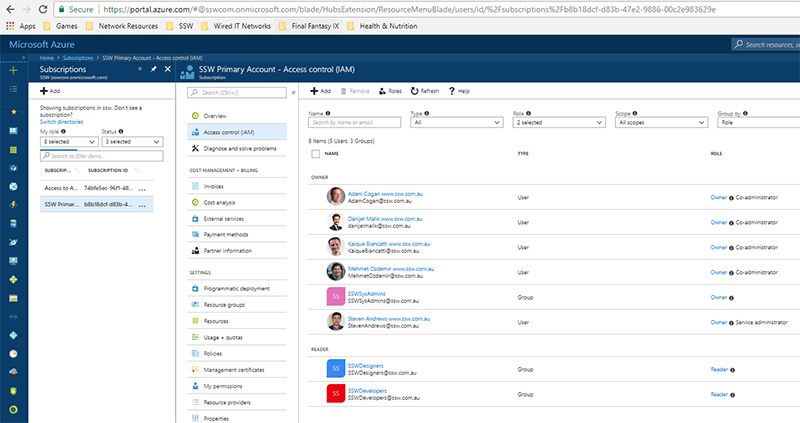 Secure
https://portal.azure.com/#@sswcom.onmicrosoft.com/blade/HubsExtension/ResourceMenuBlade/users/id/%2Fsubscriptions%2Fb8b18dcf-d83b-47e2-9886-00c2e983629e
Apps Games Network Resources SSW Wired IT Networks Final Fantasy IX Health & Nutrition
Microsoft Azure
Search resources, se
Home Subscriptions SSW Primary Account - Access control (IAM)
Subscriptions
SSW (sswcom.onmicrosoft.com)
Add
Showing subscriptions in ssw. Don't see a
subscription?
Switch directories
My role Status
8 selected 3 selected
Search to filter items...
SUBSCRIP... SUBSCRIPTION ID
Access to A... 74bfe5ec-96f1-48... ...
SSW Primar... b8b18dcf-d83b-4... ...
SSW Primary Account - Access control (IAM)
Subscription
Search (Ctrl+/)
Overview
Access control (IAM)
Diagnose and solve problems
COST MANAGEMENT + BILLING
Invoices
Cost analysis
External services
Payment methods
Partner information
SETTINGS
Programmatic deployment
Resource groups
Resources
Usage + quotas
Policies
Management certificates
My permissions
Resource providers
Properties
Add Remove Roles Refresh Help
Name Type Role Scope Group by
Search by name or email All 2 selected All scopes Role
8 items (5 Users, 3 Groups)
NAME TYPE ROLE
OWNER
Adam Cogan www.ssw.com.au
AdamCogan@ssw.com.au
User
Owner Co-administrator
Danijel Malik www.ssw.com.au
danijelmalik@ssw.com.au
User
Owner Co-administrator
Kaique Biancatti www.ssw.com.au
KaiqueBiancatti@ssw.com.au
User
Owner Co-administrator
Mehmet Ozdemir www.ssw.com.au
MehmetOzdemir@ssw.com.au
User
Owner Co-administrator
SS
SSWSysAdmins
SSWSysAdmins@ssw.com.au
Group
Owner
Steven Andrews www.ssw.com.au
StevenAndrews@ssw.com.au
User
Owner Service administrator
READER
SS
SSWDesigners
SSWDesigners@ssw.com.au
Group
Reader
SS
SSWDevelopers
SSWDevelopers@ssw.com.au
Group
Reader